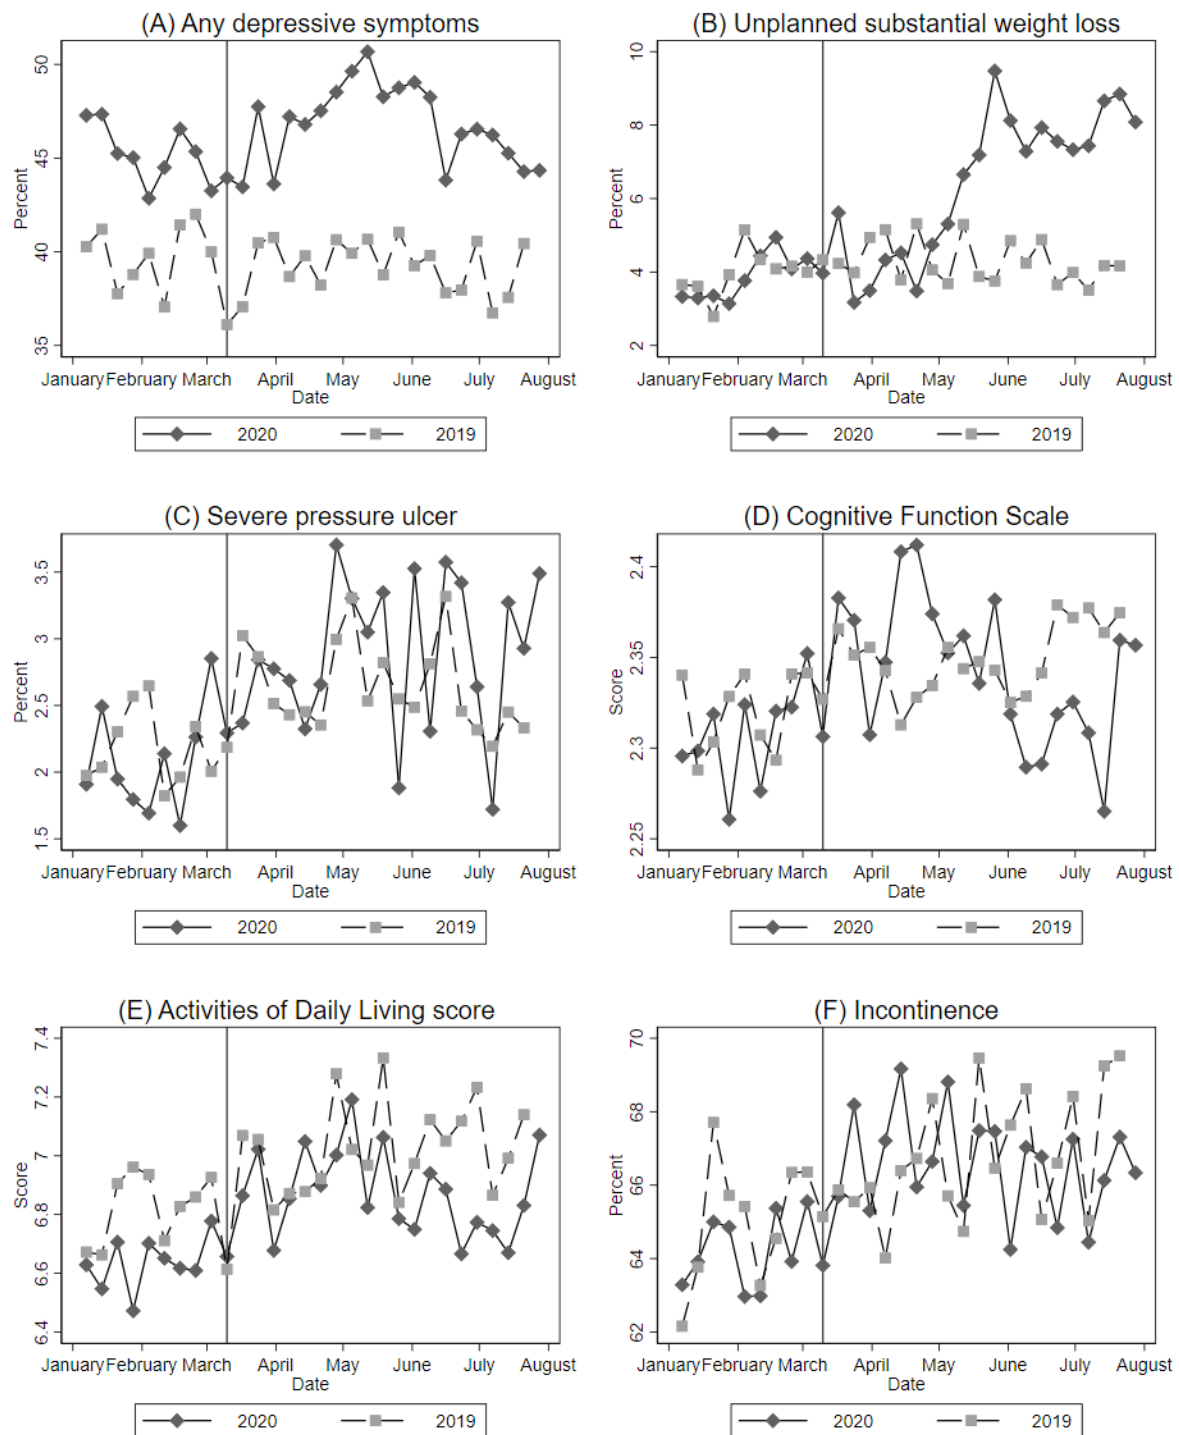 (A) Any depressive symptoms
Percent
50
45
40
35
January February March April May June July August
Date
2020 2019
(B) Unplanned substantial weight loss
Percent
10
8
6
4
2
January February March April May June July August
Date
2020 2019
(C) Severe pressure ulcer
Percent
3.5
3
2.5
2
1.5
January February March April May June July August
Date
2020 2019
(D) Cognitive Function Scale
Score
2.4
2.35
2.3
2.25
January February March April May June July August
Date
2020 2019
(E) Activities of Daily Living score
Score
7.4
7.2
7
6.8
6.6
6.4
January February March April May June July August
Date
2020 2019
(F) Incontinence
Percent
70
68
66
64
62
January February March April May June July August
Date
2020 2019